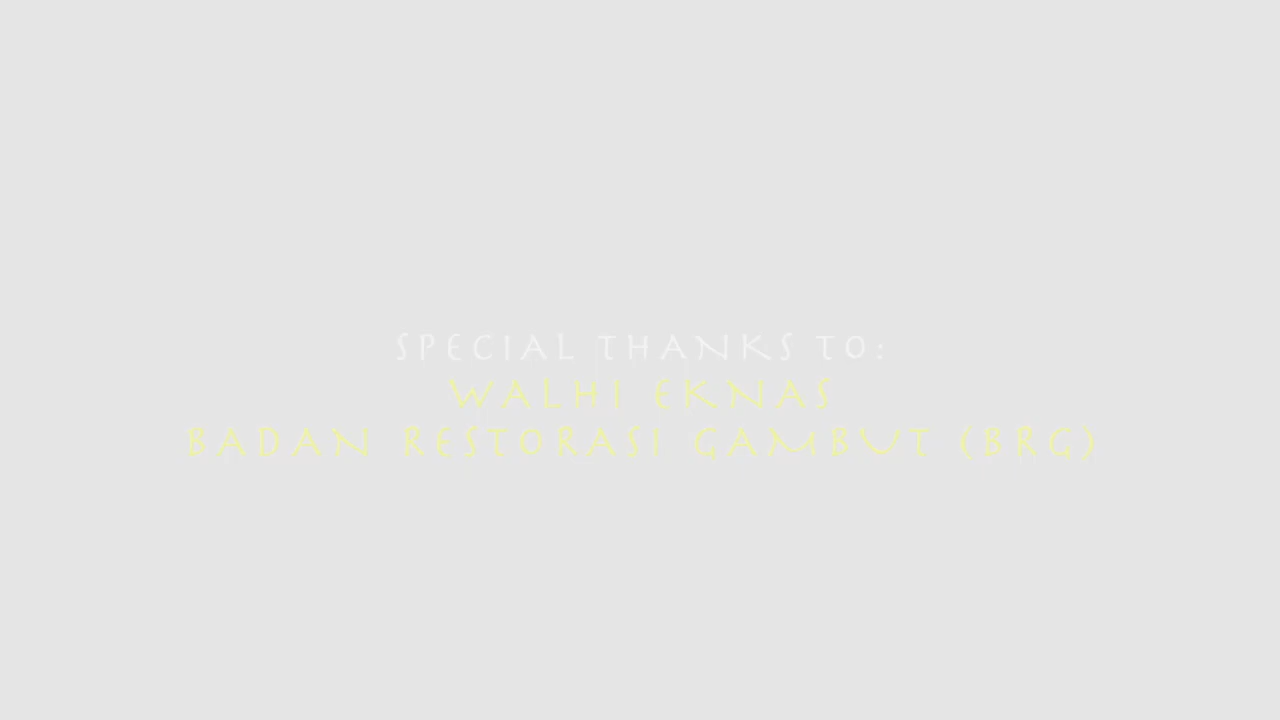 SPECIAL THANKS TO:
WALHI EKNAS
BADAN RESTORASI GAMBUT (BRG)